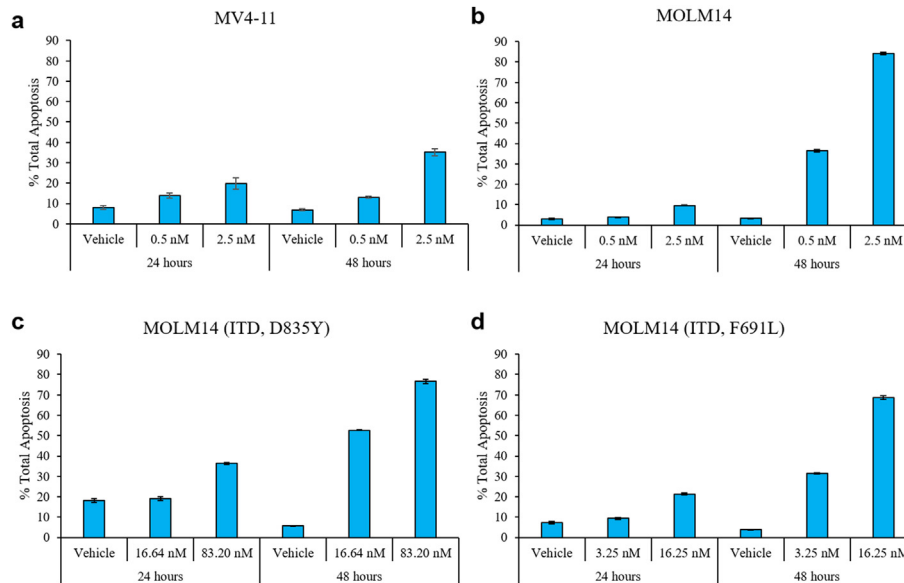 a
MV4-11
% Total Apoptosis
90
80
70
60
50
40
30
20
10
0
Vehicle 0.5 nM 2.5 nM Vehicle 0.5 nM 2.5 nM
24 hours 48 hours
b
MOLM14
% Total Apoptosis
90
80
70
60
50
40
30
20
10
0
Vehicle 0.5 nM 2.5 nM Vehicle 0.5 nM 2.5 nM
24 hours 48 hours
c
MOLM14 (ITD, D835Y)
% Total Apoptosis
90
80
70
60
50
40
30
20
10
0
Vehicle 16.64 nM 83.20 nM Vehicle 16.64 nM 83.20 nM
24 hours 48 hours
d
MOLM14 (ITD, F691L)
% Total Apoptosis
90
80
70
60
50
40
30
20
10
0
Vehicle 3.25 nM 16.25 nM Vehicle 3.25 nM 16.25 nM
24 hours 48 hours